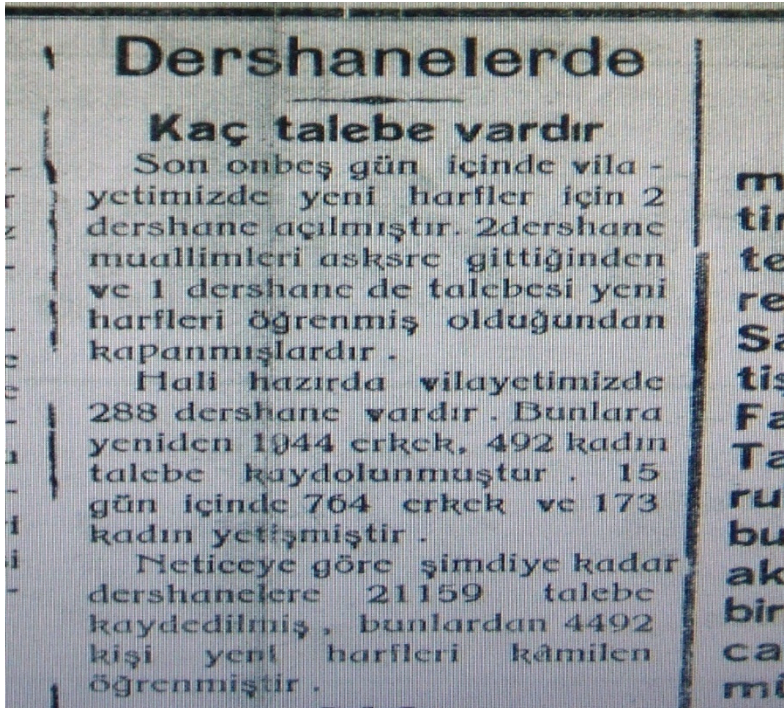 Dershanelerde
Kaç talebe vardır
Son onbeş gün içinde vila -
yetimizde yeni harfler için 2
dershane açılmıştır. 2dershane
muallimleri asksre gittiğinden
ve 1 dershane de talebesi yeni
harfleri öğrenmiş olduğundan
kapanmışlardır .
Hali hazırda vilayetimizde
288 dershane vardır . Bunlara
yeniden 1944 erkek, 492 kadın
talebe kaydolunmuştur . 15
gün içinde 764 erkek ve 173
kadın yetişmiştir .
Neticeye göre şimdiye kadar
dershanelere 21159 talebe
kaydedilmiş , bunlardan 4492
kişi yeni harfleri kâmilen
öğrenmiştir .